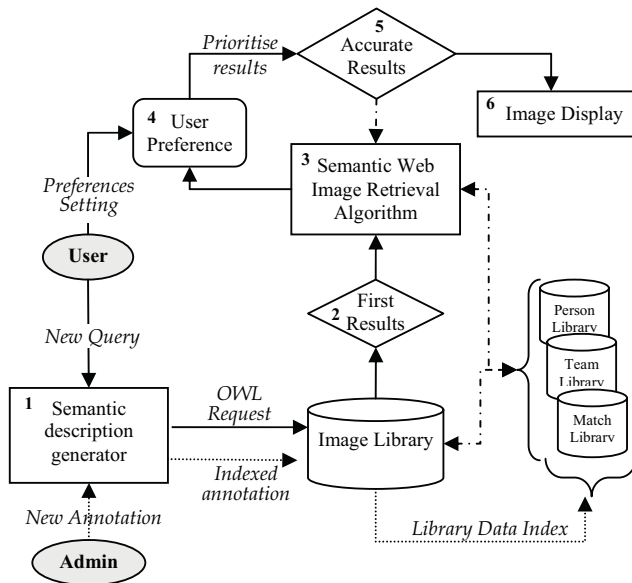 Prioritise
results
5
Accurate
Results
6
Image Display
4
User
Preference
3
Semantic Web
Image Retrieval
Algorithm
Preferences
Setting
User
New Query
2
First
Results
Person
Library
Team
Library
Match
Library
1
Semantic
description
generator
OWL
Request
Image Library
Indexed
annotation
New Annotation
Library Data Index
Admin